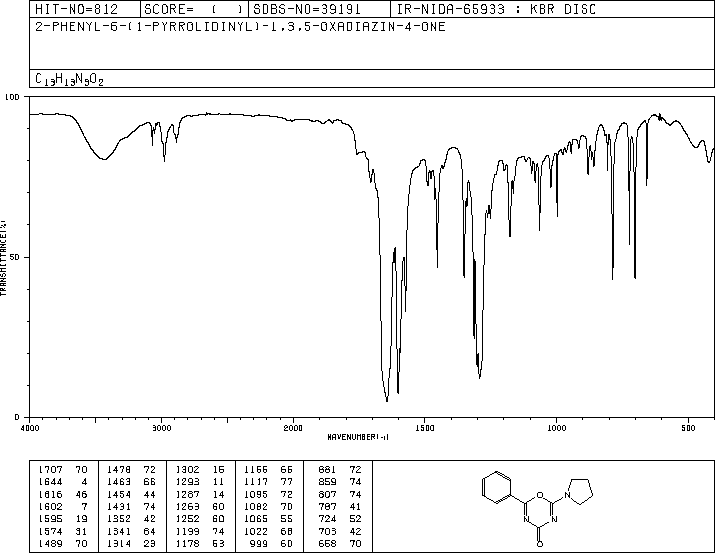 HIT-NO=812 SCORE= ( ) SDBS-NO=39191 IR-NIDA-65933 : KBR DISC
2-PHENYL-6-(1-PYRROLIDINYL)-1,3,5-OXADIAZIN-4-ONE
C13H13N3O2
100
50
0
TRANSMITTANCE(%)
4000 3000 2000 1500 1000 500
WAVENUMBER(-1)
1707 70 1478 72 1302 15 1155 65 881 72
1644 4 1463 66 1293 11 1117 77 859 74
1616 46 1454 44 1287 14 1095 72 807 74
1602 7 1431 74 1263 60 1082 70 787 41
1595 19 1352 42 1252 60 1065 55 724 52
1574 31 1341 64 1199 74 1022 68 703 42
1489 70 1314 23 1178 53 999 60 658 70
O
N
N
N
O